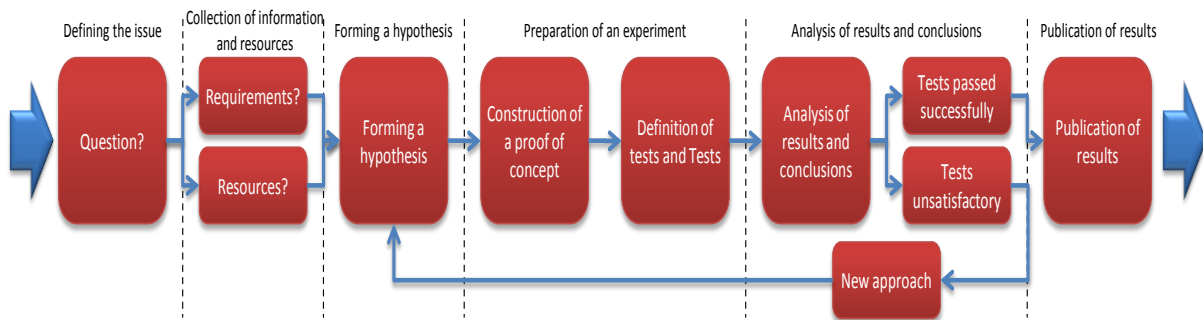 Defining the issue
Collection of information
and resources
Forming a hypothesis
Preparation of an experiment
Analysis of results and conclusions
Publication of results
Question?
Requirements?
Resources?
Forming a
hypothesis
Construction of
a proof of
concept
Definition of
tests and Tests
Analysis of
results and
conclusions
Tests passed
successfully
Tests
unsatisfactory
Publication of
results
New approach